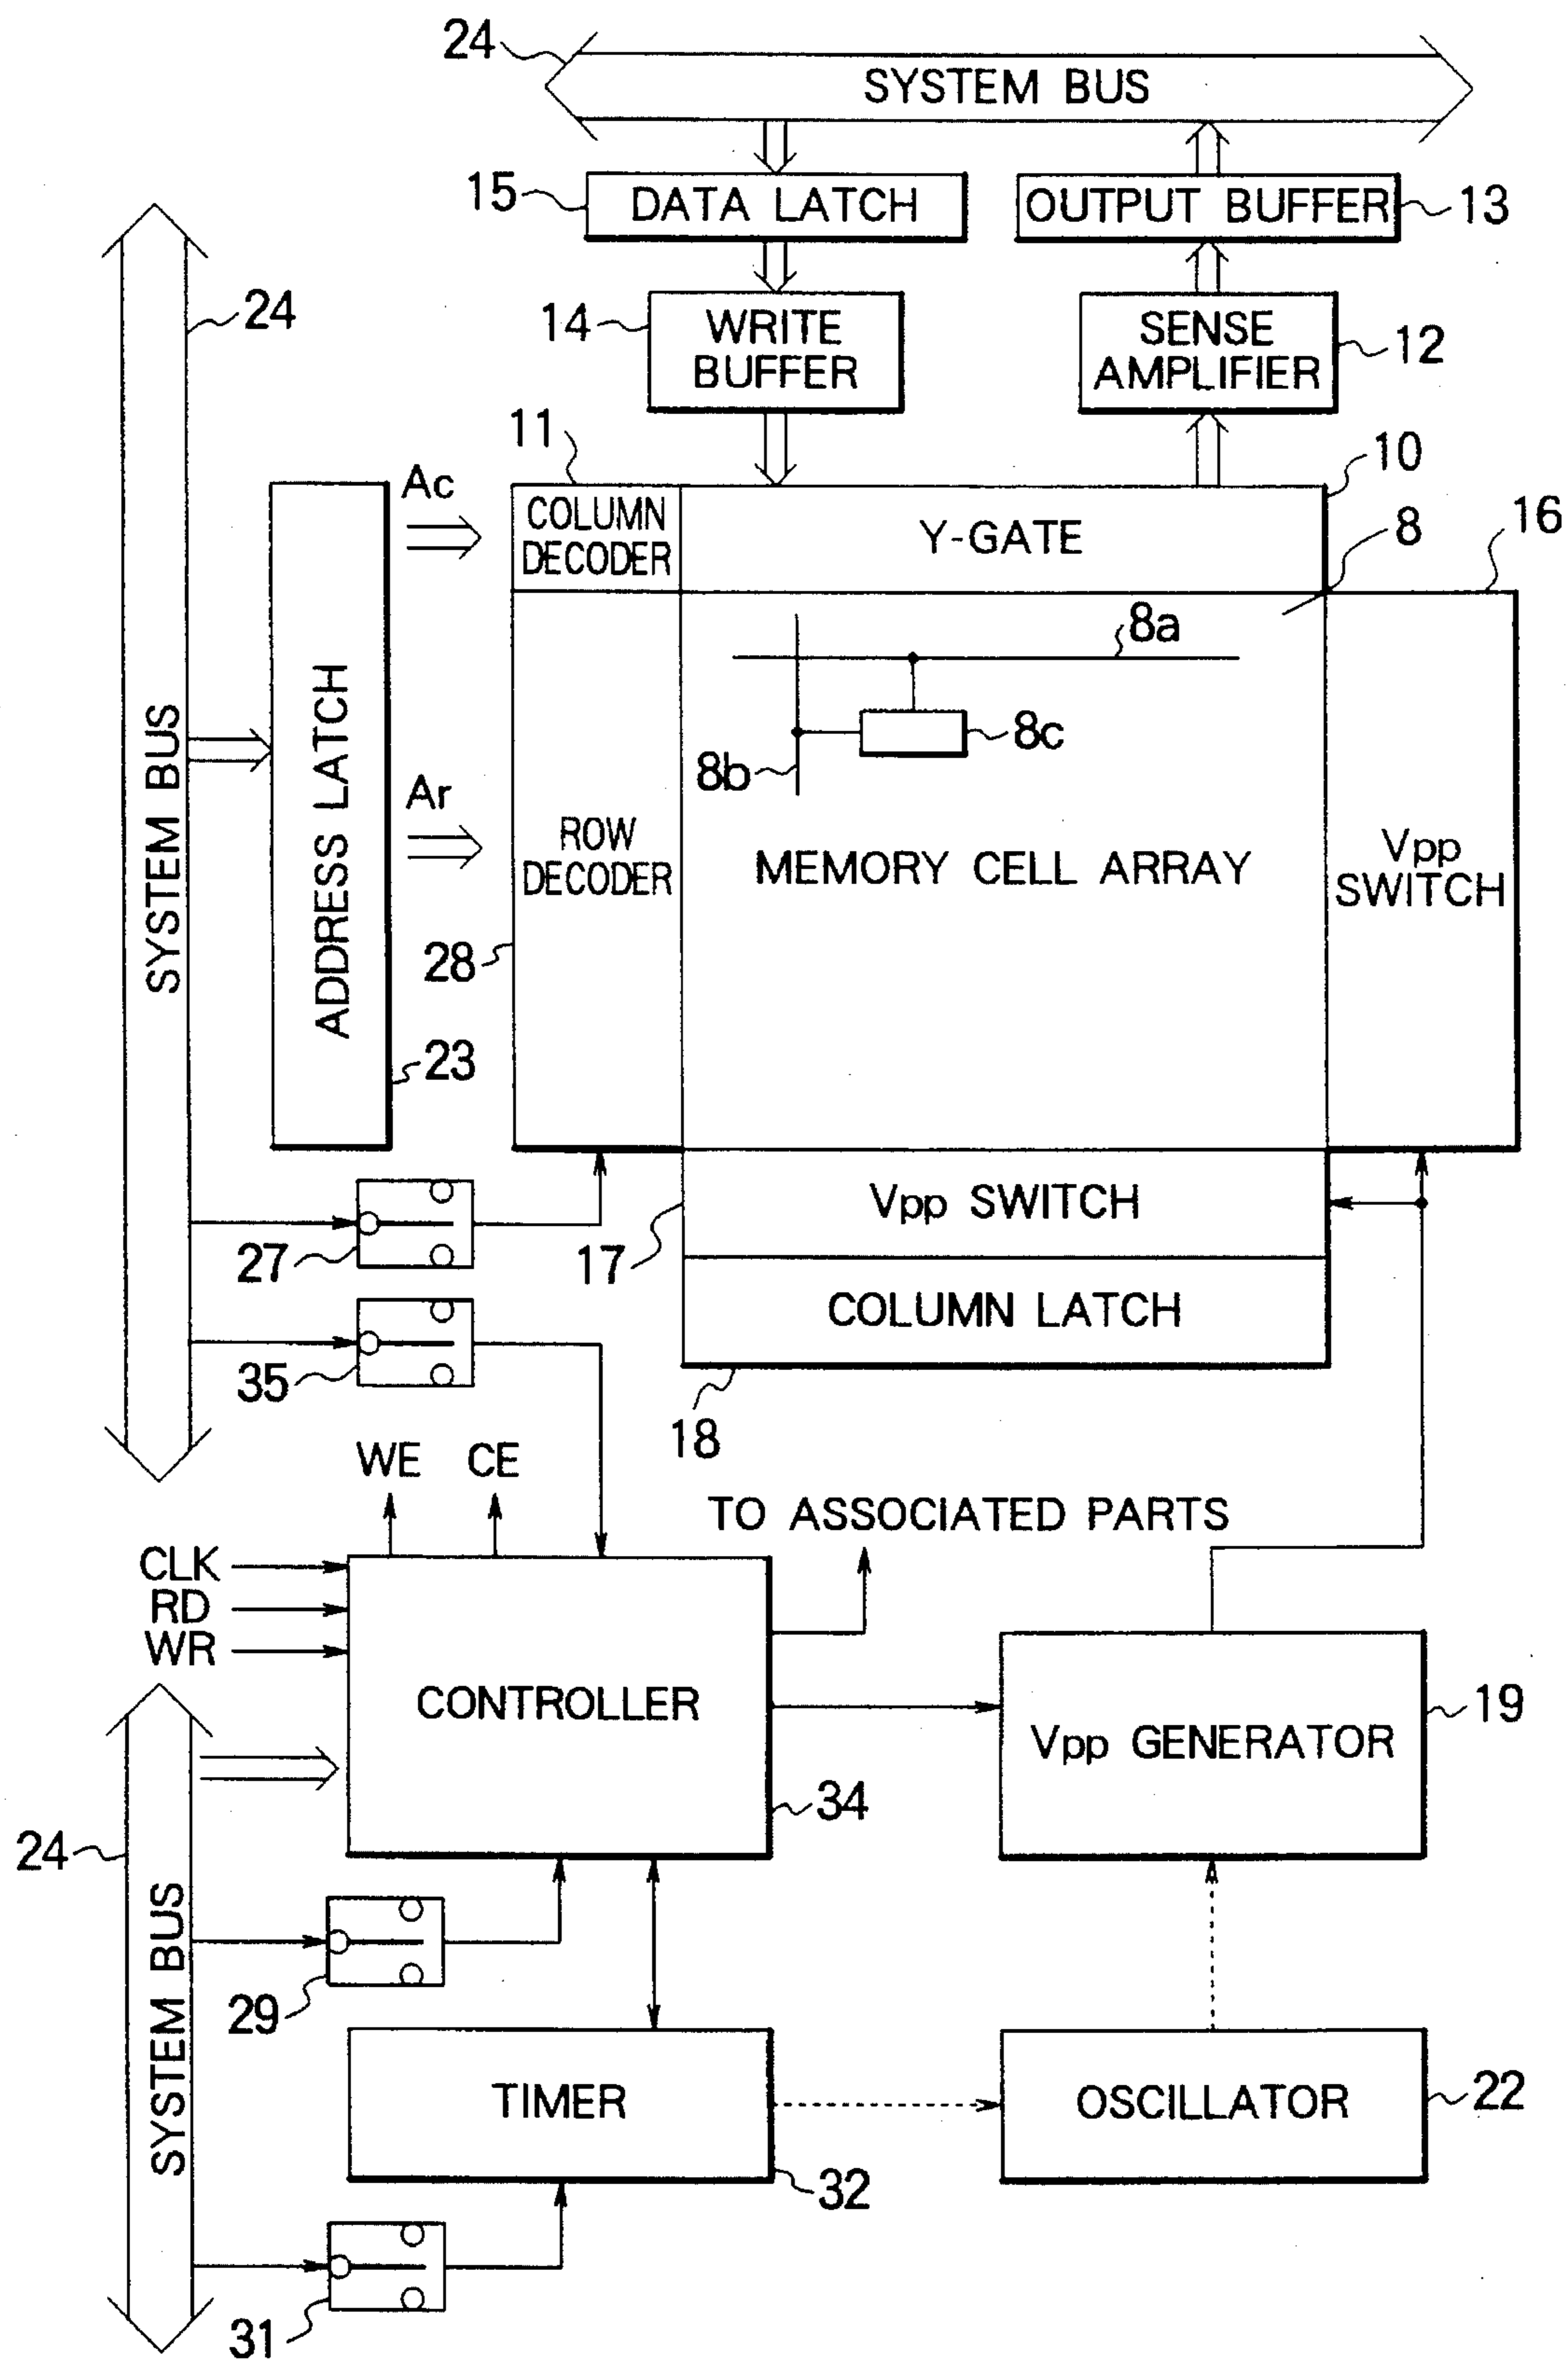 24
SYSTEM BUS
15
DATA LATCH
OUTPUT BUFFER
13
24
14
WRITE
BUFFER
SENSE
AMPLIFIER
12
11
10
Ac
COLUMN
DECODER
Y-GATE
8
16
SYSTEM BUS
ADDRESS LATCH
8a
8c
8b
Ar
ROW
DECODER
MEMORY CELL ARRAY
Vpp
SWITCH
28
23
27
17
Vpp SWITCH
COLUMN LATCH
35
18
WE
CE
TO ASSOCIATED PARTS
CLK
RD
WR
CONTROLLER
Vpp GENERATOR
19
34
24
SYSTEM BUS
29
TIMER
OSCILLATOR
22
32
31